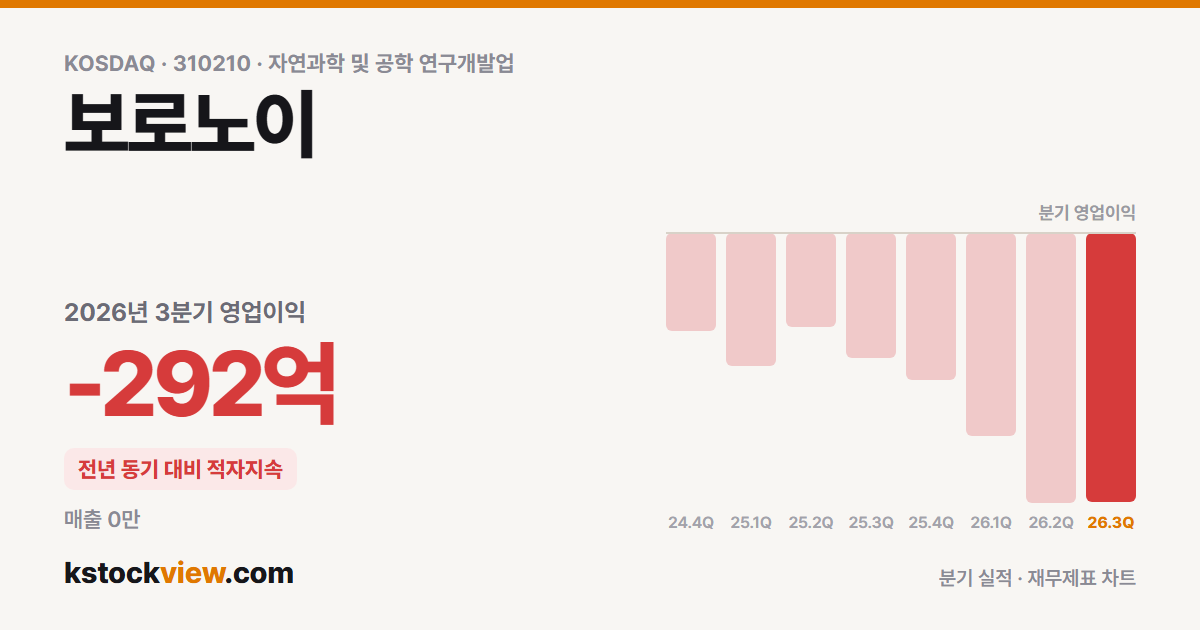 KOSDAQ · 310210 · 자연과학 및 공학 연구개발업
보로노이
분기 영업이익
2026년 3분기 영업이익
-292억
전년 동기 대비 적자지속
매출 0만
24.4Q 25.1Q 25.2Q 25.3Q 25.4Q 26.1Q 26.2Q 26.3Q
kstockview.com
분기 실적 · 재무제표 차트